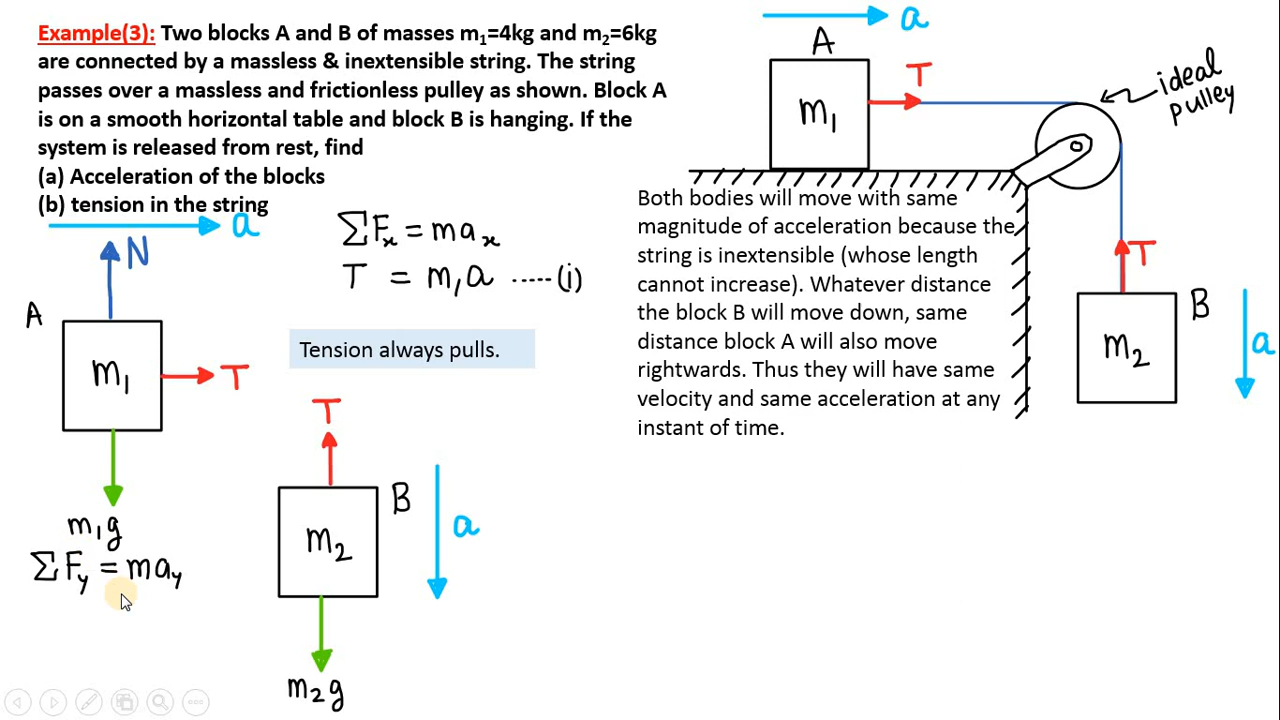 Example(3): Two blocks A and B of masses m₁=4kg and m₂=6kg
are connected by a massless & inextensible string. The string
passes over a massless and frictionless pulley as shown. Block A
is on a smooth horizontal table and block B is hanging. If the
system is released from rest, find
(a) Acceleration of the blocks
(b) tension in the string
a
N
A
m₁
T
m₁g
ΣFy = may
ΣFx = max
T = m₁a .....(i)
Tension always pulls.
T
B
m₂
a
m₂g
a
A
m₁
T
ideal
pulley
Both bodies will move with same
magnitude of acceleration because the
string is inextensible (whose length
cannot increase). Whatever distance
the block B will move down, same
distance block A will also move
rightwards. Thus they will have same
velocity and same acceleration at any
instant of time.
T
B
m₂
a